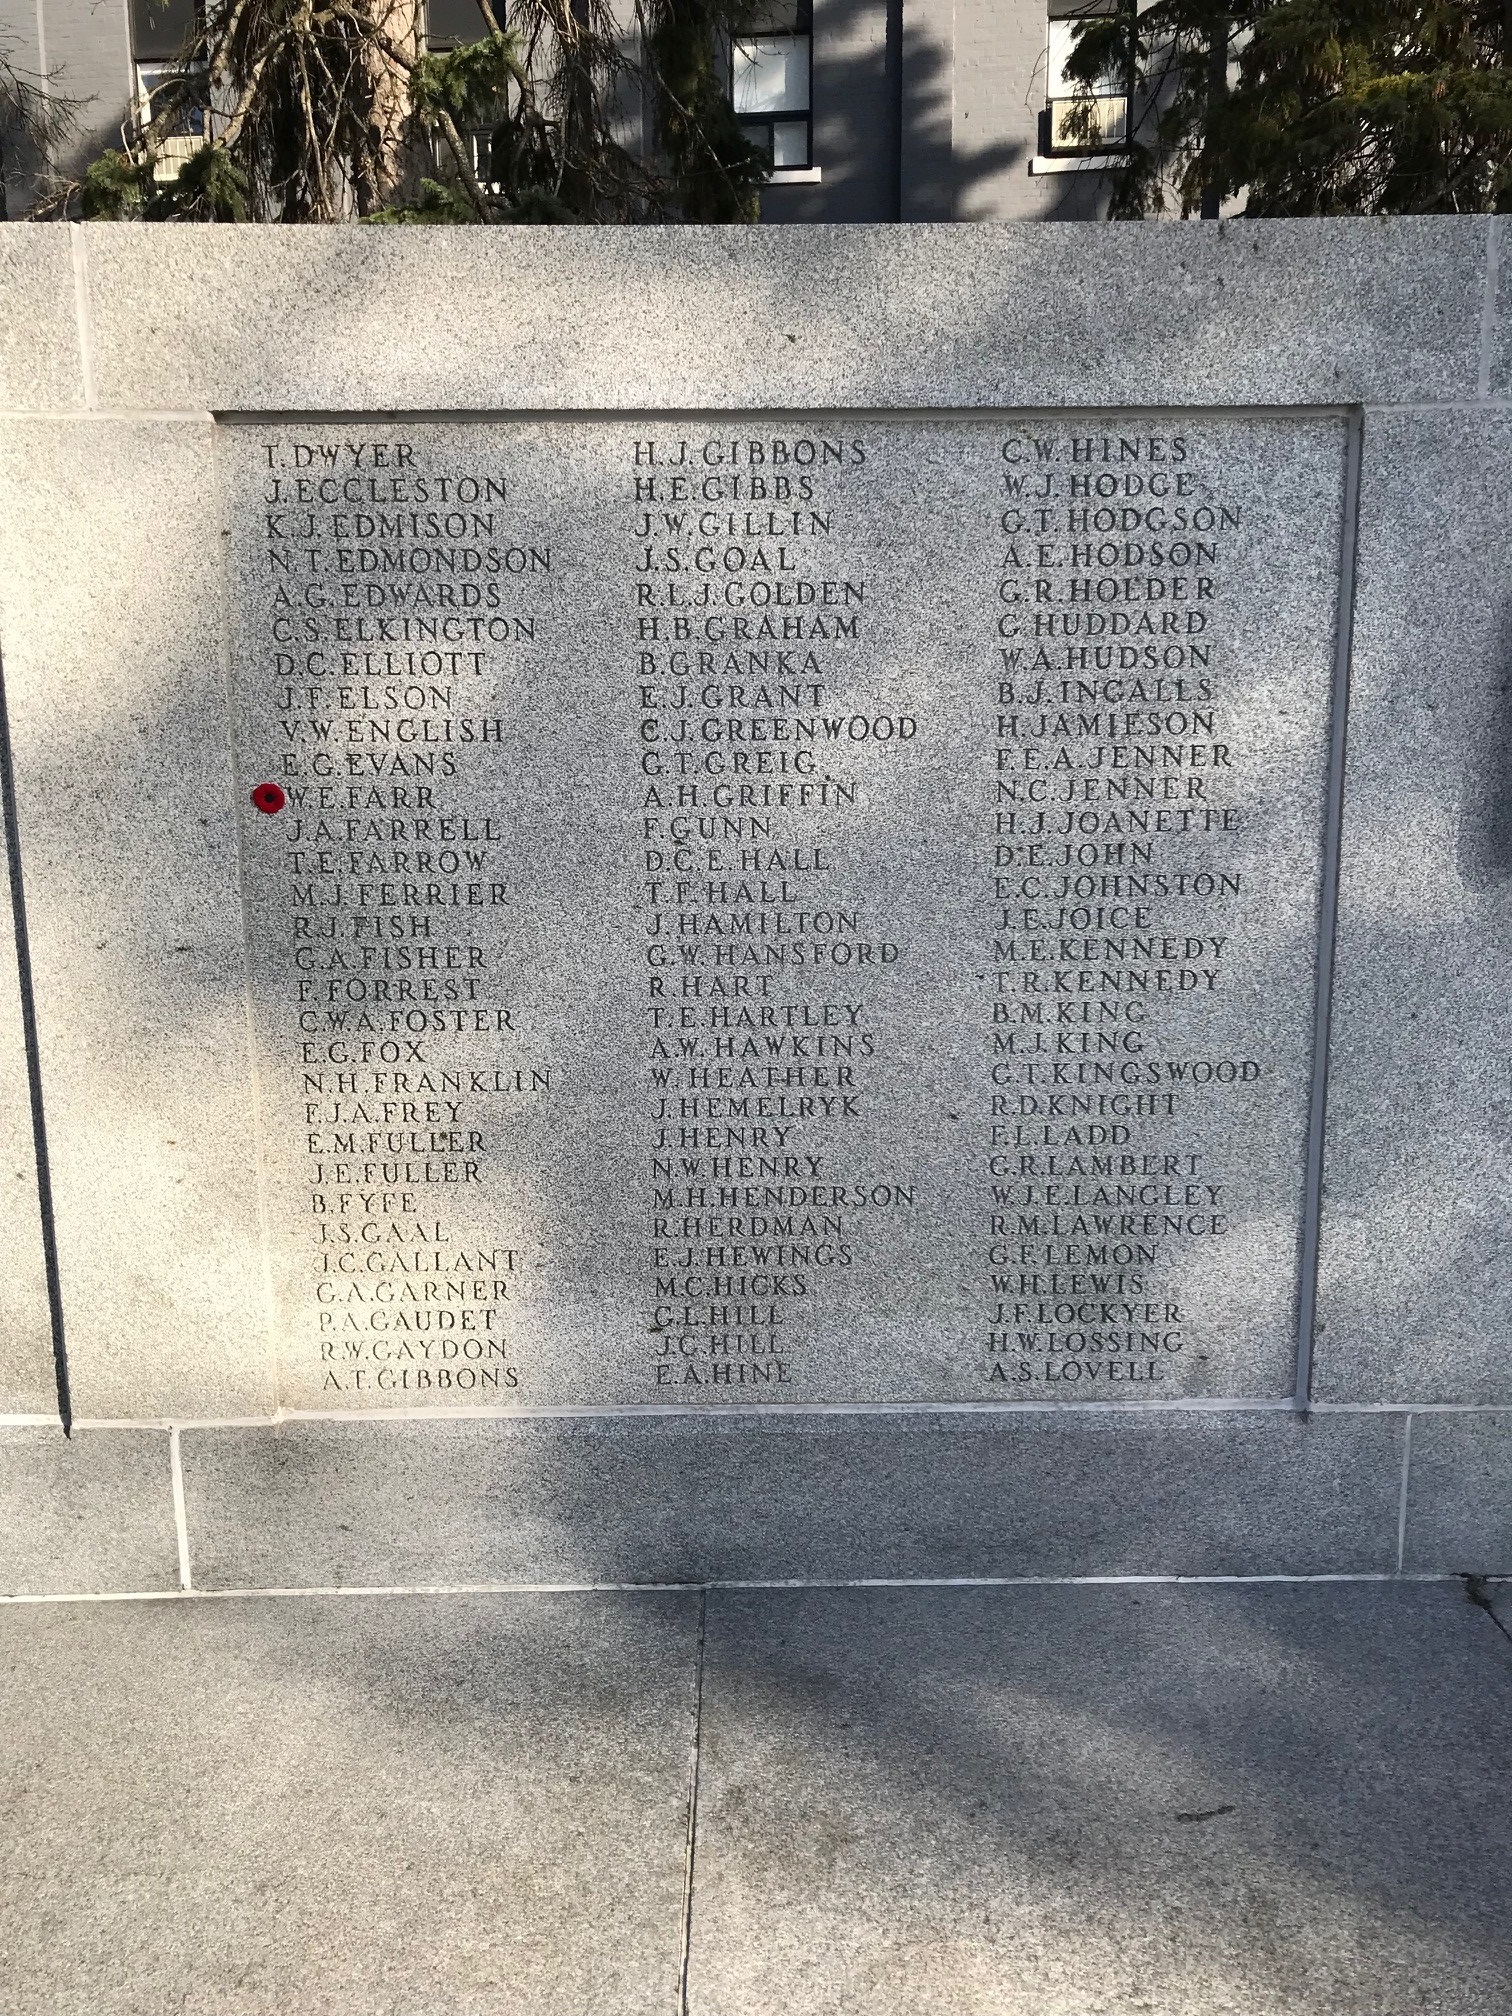 T. DWYER
J. ECCLESTON
K. J. EDMISON
N. T. EDMONDSON
A. G. EDWARDS
C. S. ELKINGTON
D. C. ELLIOTT
J. F. ELSON
V. W. ENGLISH
E. G. EVANS
W. E. FARR
J. A. FARRELL
T. E. FARROW
M. J. FERRIER
R. J. FISH
G. A. FISHER
F. FORREST
C. W. A. FOSTER
E. G. FOX
N. H. FRANKLIN
F. J. A. FREY
E. M. FULLER
J. E. FULLER
B. FYFE
J. S. GAAL
J. C. GALLANT
G. A. GARNER
P. A. GAUDET
R. W. GAYDON
A. T. GIBBONS
H. J. GIBBONS
H. E. GIBBS
J. W. GILLIN
J. S. GOAL
R. L. J. GOLDEN
H. B. GRAHAM
B. GRANKA
E. J. GRANT
C. J. GREENWOOD
G. T. GREIG
A. H. GRIFFIN
F. GUNN
D. C. E. HALL
T. F. HALL
J. HAMILTON
G. W. HANSFORD
R. HART
T. E. HARTLEY
A. W. HAWKINS
W. HEATHER
J. HEMELRYK
J. HENRY
N. W. HENRY
M. H. HENDERSON
R. HERDMAN
E. J. HEWINGS
M. C. HICKS
G. L. HILL
J. C. HILL
E. A. HINE
C. W. HINES
W. J. HODGE
G. T. HODGSON
A. E. HODSON
G. R. HOLDER
G. HUDDARD
W. A. HUDSON
B. J. INGALLS
H. JAMIESON
F. E. A. JENNER
N. C. JENNER
H. J. JOANETTE
D. E. JOHN
E. C. JOHNSTON
J. E. JOICE
M. E. KENNEDY
T. R. KENNEDY
B. M. KING
M. J. KING
G. T. KINGSWOOD
R. D. KNIGHT
F. L. LADD
G. R. LAMBERT
W. J. E. LANGLEY
R. M. LAWRENCE
G. F. LEMON
W. H. LEWIS
J. F. LOCKYER
H. W. LOSSING
A. S. LOVELL